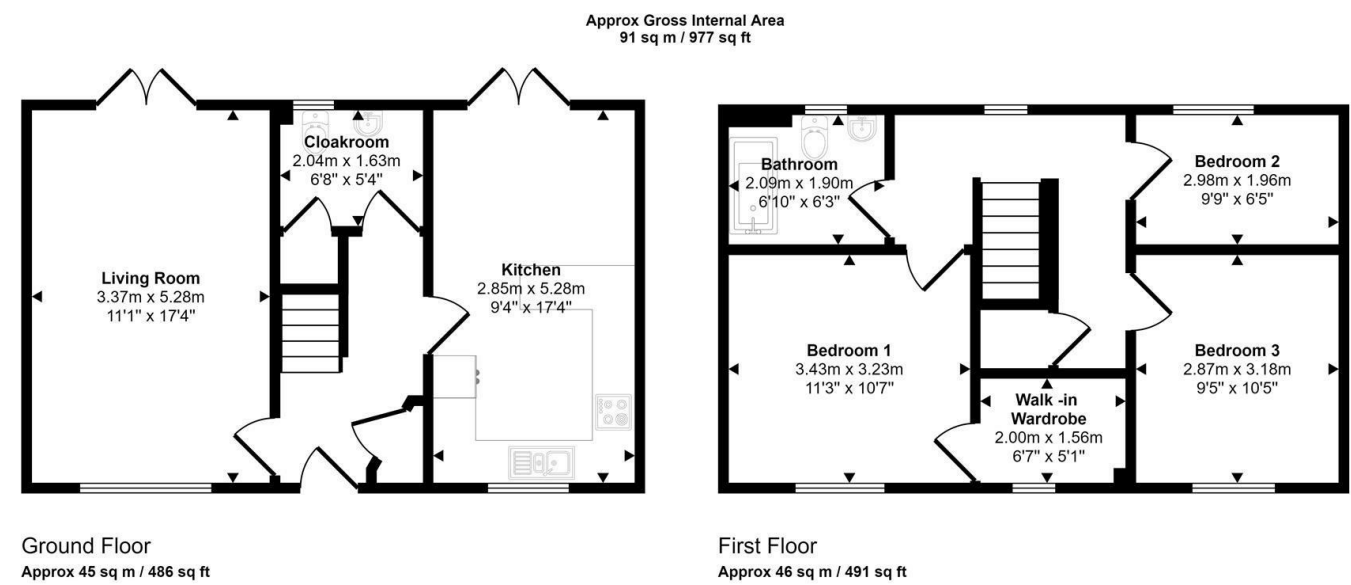 Approx Gross Internal Area
91 sq m / 977 sq ft
Cloakroom
2.04m x 1.63m
6'8" x 5'4"
Living Room
3.37m x 5.28m
11'1" x 17'4"
Kitchen
2.85m x 5.28m
9'4" x 17'4"
Ground Floor
Approx 45 sq m / 486 sq ft
Bathroom
2.09m x 1.90m
6'10" x 6'3"
Bedroom 2
2.98m x 1.96m
9'9" x 6'5"
Bedroom 1
3.43m x 3.23m
11'3" x 10'7"
Bedroom 3
2.87m x 3.18m
9'5" x 10'5"
Walk -in
Wardrobe
2.00m x 1.56m
6'7" x 5'1"
First Floor
Approx 46 sq m / 491 sq ft